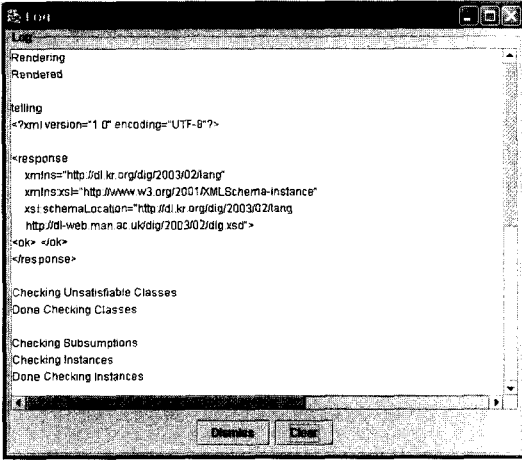 Log
Log
Rendering
Rendered
telling
<?xml version="1.0" encoding="UTF-8"?>
<response
xmlns="http://dl.kr.org/dig/2003/02/lang"
xmlns:xsi="http://www.w3.org/2001/XMLSchema-instance"
xsi:schemaLocation="http://dl.kr.org/dig/2003/02/lang
http://dl-web.man.ac.uk/dig/2003/02/dig.xsd">
<ok> </ok>
</response>
Checking Unsatisfiable Classes
Done Checking Classes
Checking Subsumptions
Checking Instances
Done Checking Instances
Dismiss Clear